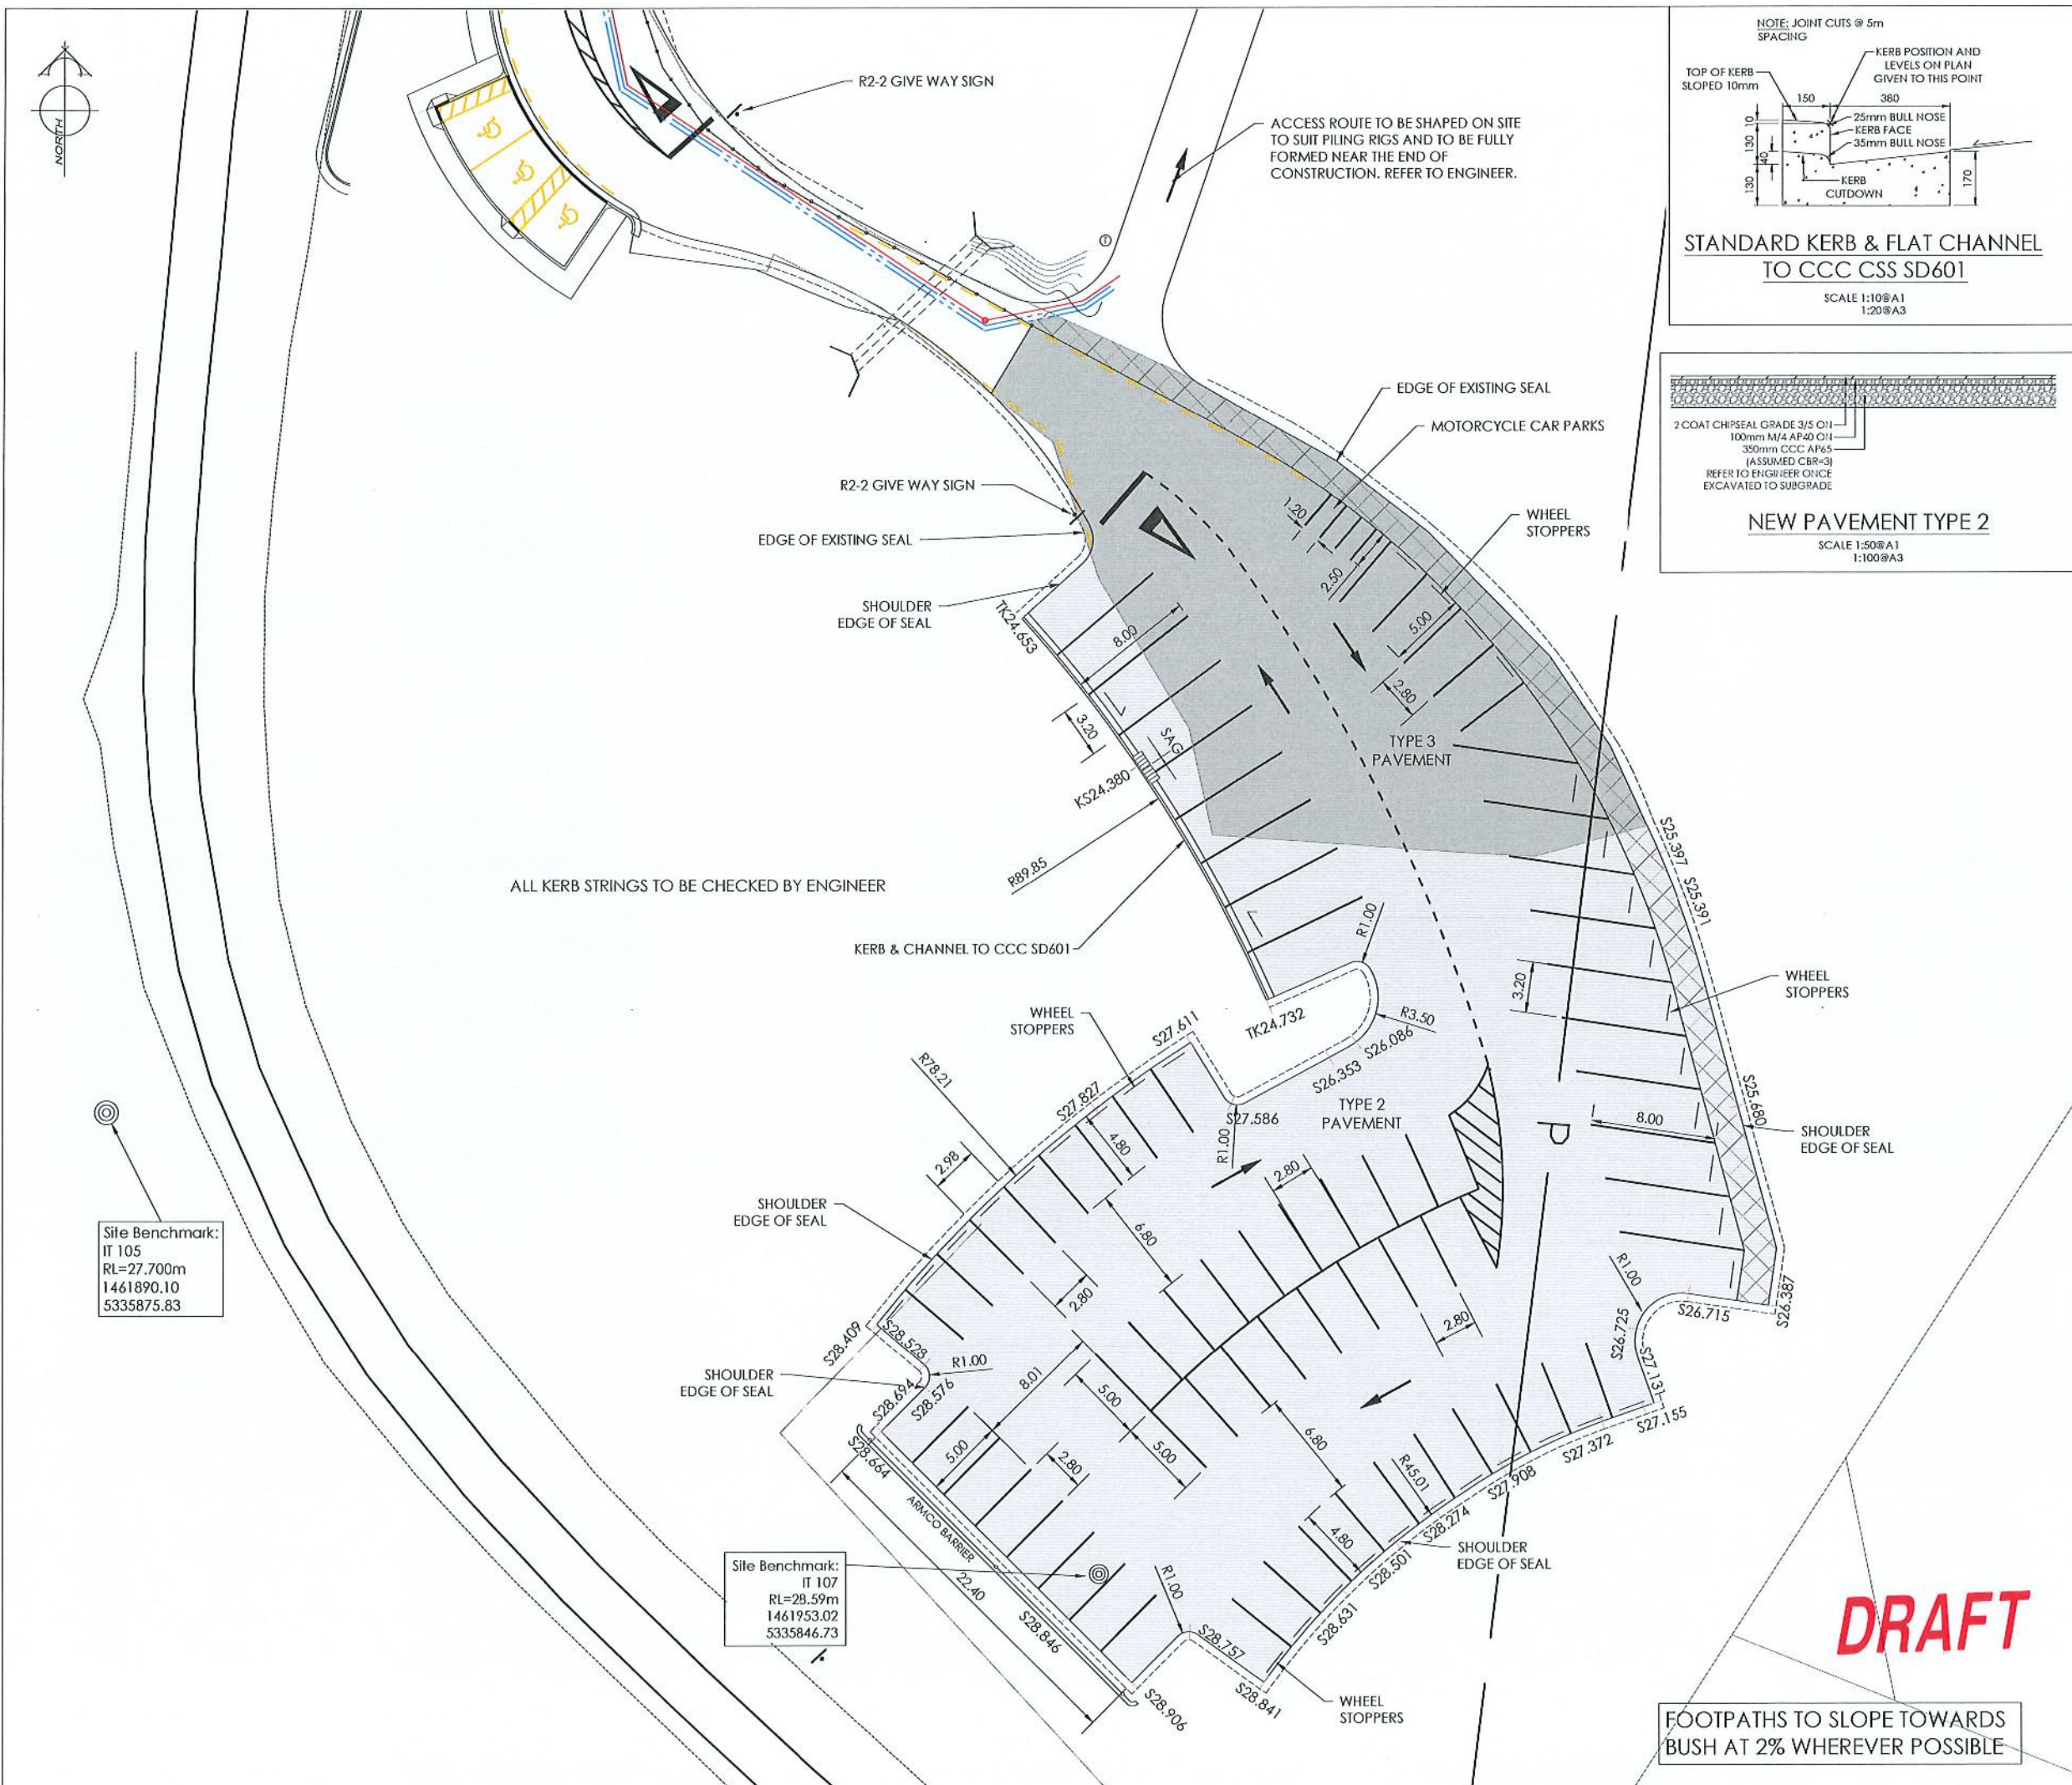 NORTH
R2-2 GIVE WAY SIGN
ACCESS ROUTE TO BE SHAPED ON SITE
TO SUIT PILING RIGS AND TO BE FULLY
FORMED NEAR THE END OF
CONSTRUCTION. REFER TO ENGINEER.
NOTE: JOINT CUTS @ 5m
SPACING
KERB POSITION AND
LEVELS ON PLAN
GIVEN TO THIS POINT
TOP OF KERB
SLOPED 10mm
150
380
10
130
40
130
170
25mm BULL NOSE
KERB FACE
35mm BULL NOSE
KERB
CUTDOWN
STANDARD KERB & FLAT CHANNEL
TO CCC CSS SD601
SCALE 1:10@A1
1:20@A3
2 COAT CHIPSEAL GRADE 3/5 ON
100mm M/4 AP40 ON
350mm CCC AP65
(ASSUMED CBR=3)
REFER TO ENGINEER ONCE
EXCAVATED TO SUBGRADE
NEW PAVEMENT TYPE 2
SCALE 1:50@A1
1:100@A3
T
EDGE OF EXISTING SEAL
MOTORCYCLE CAR PARKS
R2-2 GIVE WAY SIGN
EDGE OF EXISTING SEAL
WHEEL
STOPPERS
1.20
2.50
SHOULDER
EDGE OF SEAL
TK24.653
8.00
5.00
2.80
3.20
SAG
KS24.380
TYPE 3
PAVEMENT
R89.85
ALL KERB STRINGS TO BE CHECKED BY ENGINEER
KERB & CHANNEL TO CCC SD601
S25.397
S25.391
R1.00
3.20
WHEEL
STOPPERS
WHEEL
STOPPERS
S27.611
TK24.732
R3.50
S26.086
S26.353
R78.21
S27.827
S27.586
R1.00
TYPE 2
PAVEMENT
4.80
8.00
S25.680
SHOULDER
EDGE OF SEAL
D
2.98
2.80
SHOULDER
EDGE OF SEAL
6.80
2.80
2.80
Site Benchmark:
IT 105
RL=27.700m
1461890.10
5335875.83
R1.00
S26.725
S26.715
S26.387
S28.409
S28.528
R1.00
S27.131
S27.155
SHOULDER
EDGE OF SEAL
S28.694
S28.576
8.01
5.00
S28.664
5.00
2.80
5.00
6.80
R45.01
S27.372
S27.908
S28.274
S28.501
4.80
SHOULDER
EDGE OF SEAL
ARMCO BARRIER
22.40
Site Benchmark:
IT 107
RL=28.59m
1461953.02
5335846.73
R1.00
S28.631
S28.846
S28.757
S28.906
S28.841
WHEEL
STOPPERS
DRAFT
FOOTPATHS TO SLOPE TOWARDS
BUSH AT 2% WHEREVER POSSIBLE